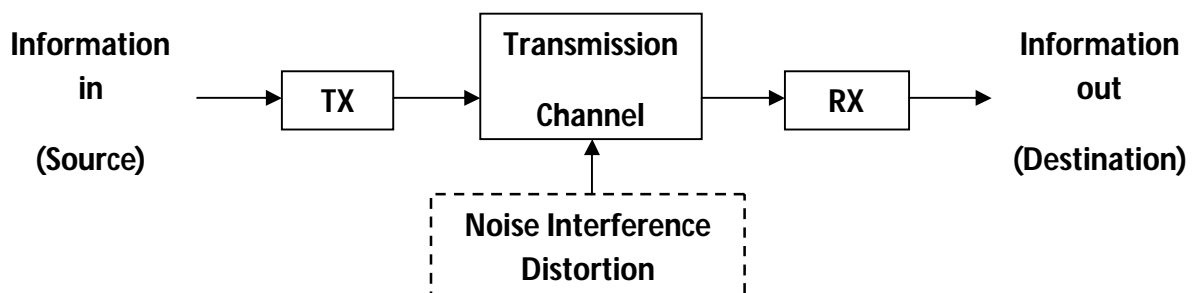 Information
in
(Source)
TX
Transmission
Channel
RX
Information
out
(Destination)
Noise Interference
Distortion